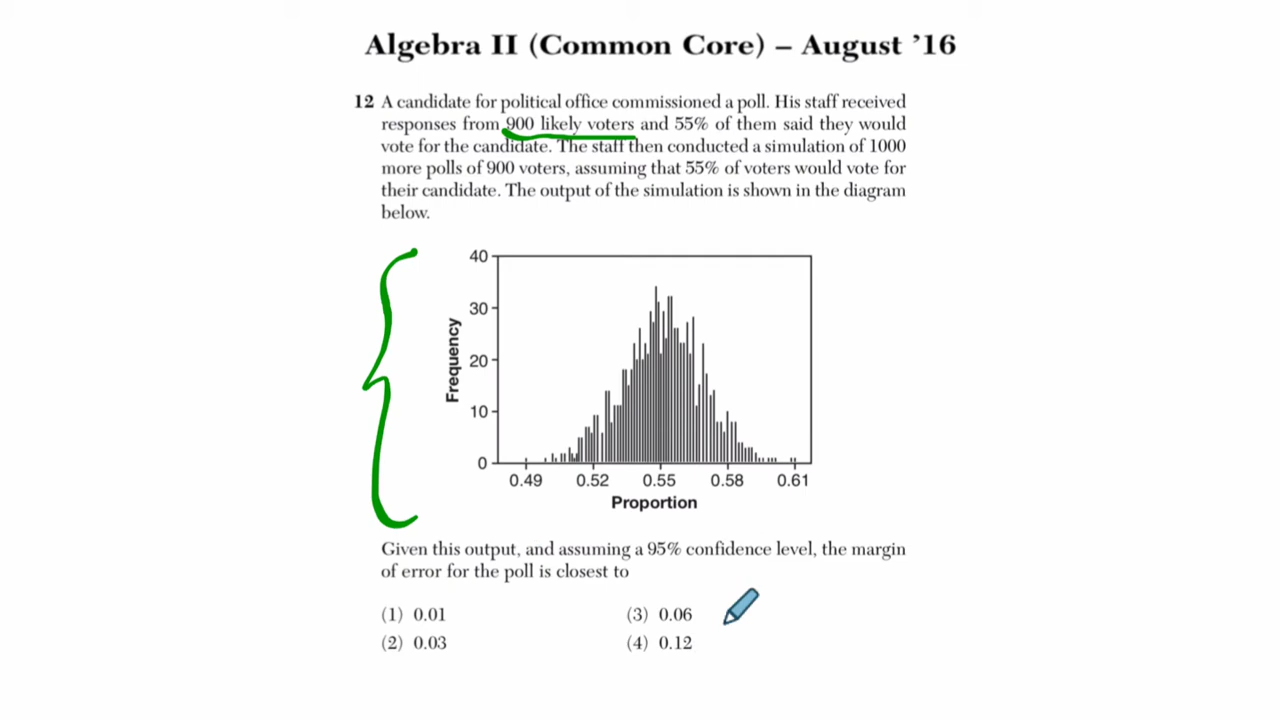 Algebra II (Common Core) – August ’16
12 A candidate for political office commissioned a poll. His staff received
responses from 900 likely voters and 55% of them said they would
vote for the candidate. The staff then conducted a simulation of 1000
more polls of 900 voters, assuming that 55% of voters would vote for
their candidate. The output of the simulation is shown in the diagram
below.
40
30
20
10
0
Frequency
0.49 0.52 0.55 0.58 0.61
Proportion
Given this output, and assuming a 95% confidence level, the margin
of error for the poll is closest to
(1) 0.01 (3) 0.06
(2) 0.03 (4) 0.12